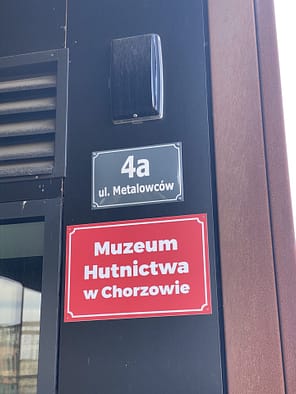 4a
ul. Metalowców
Muzeum
Hutnictwa
w Chorzowie